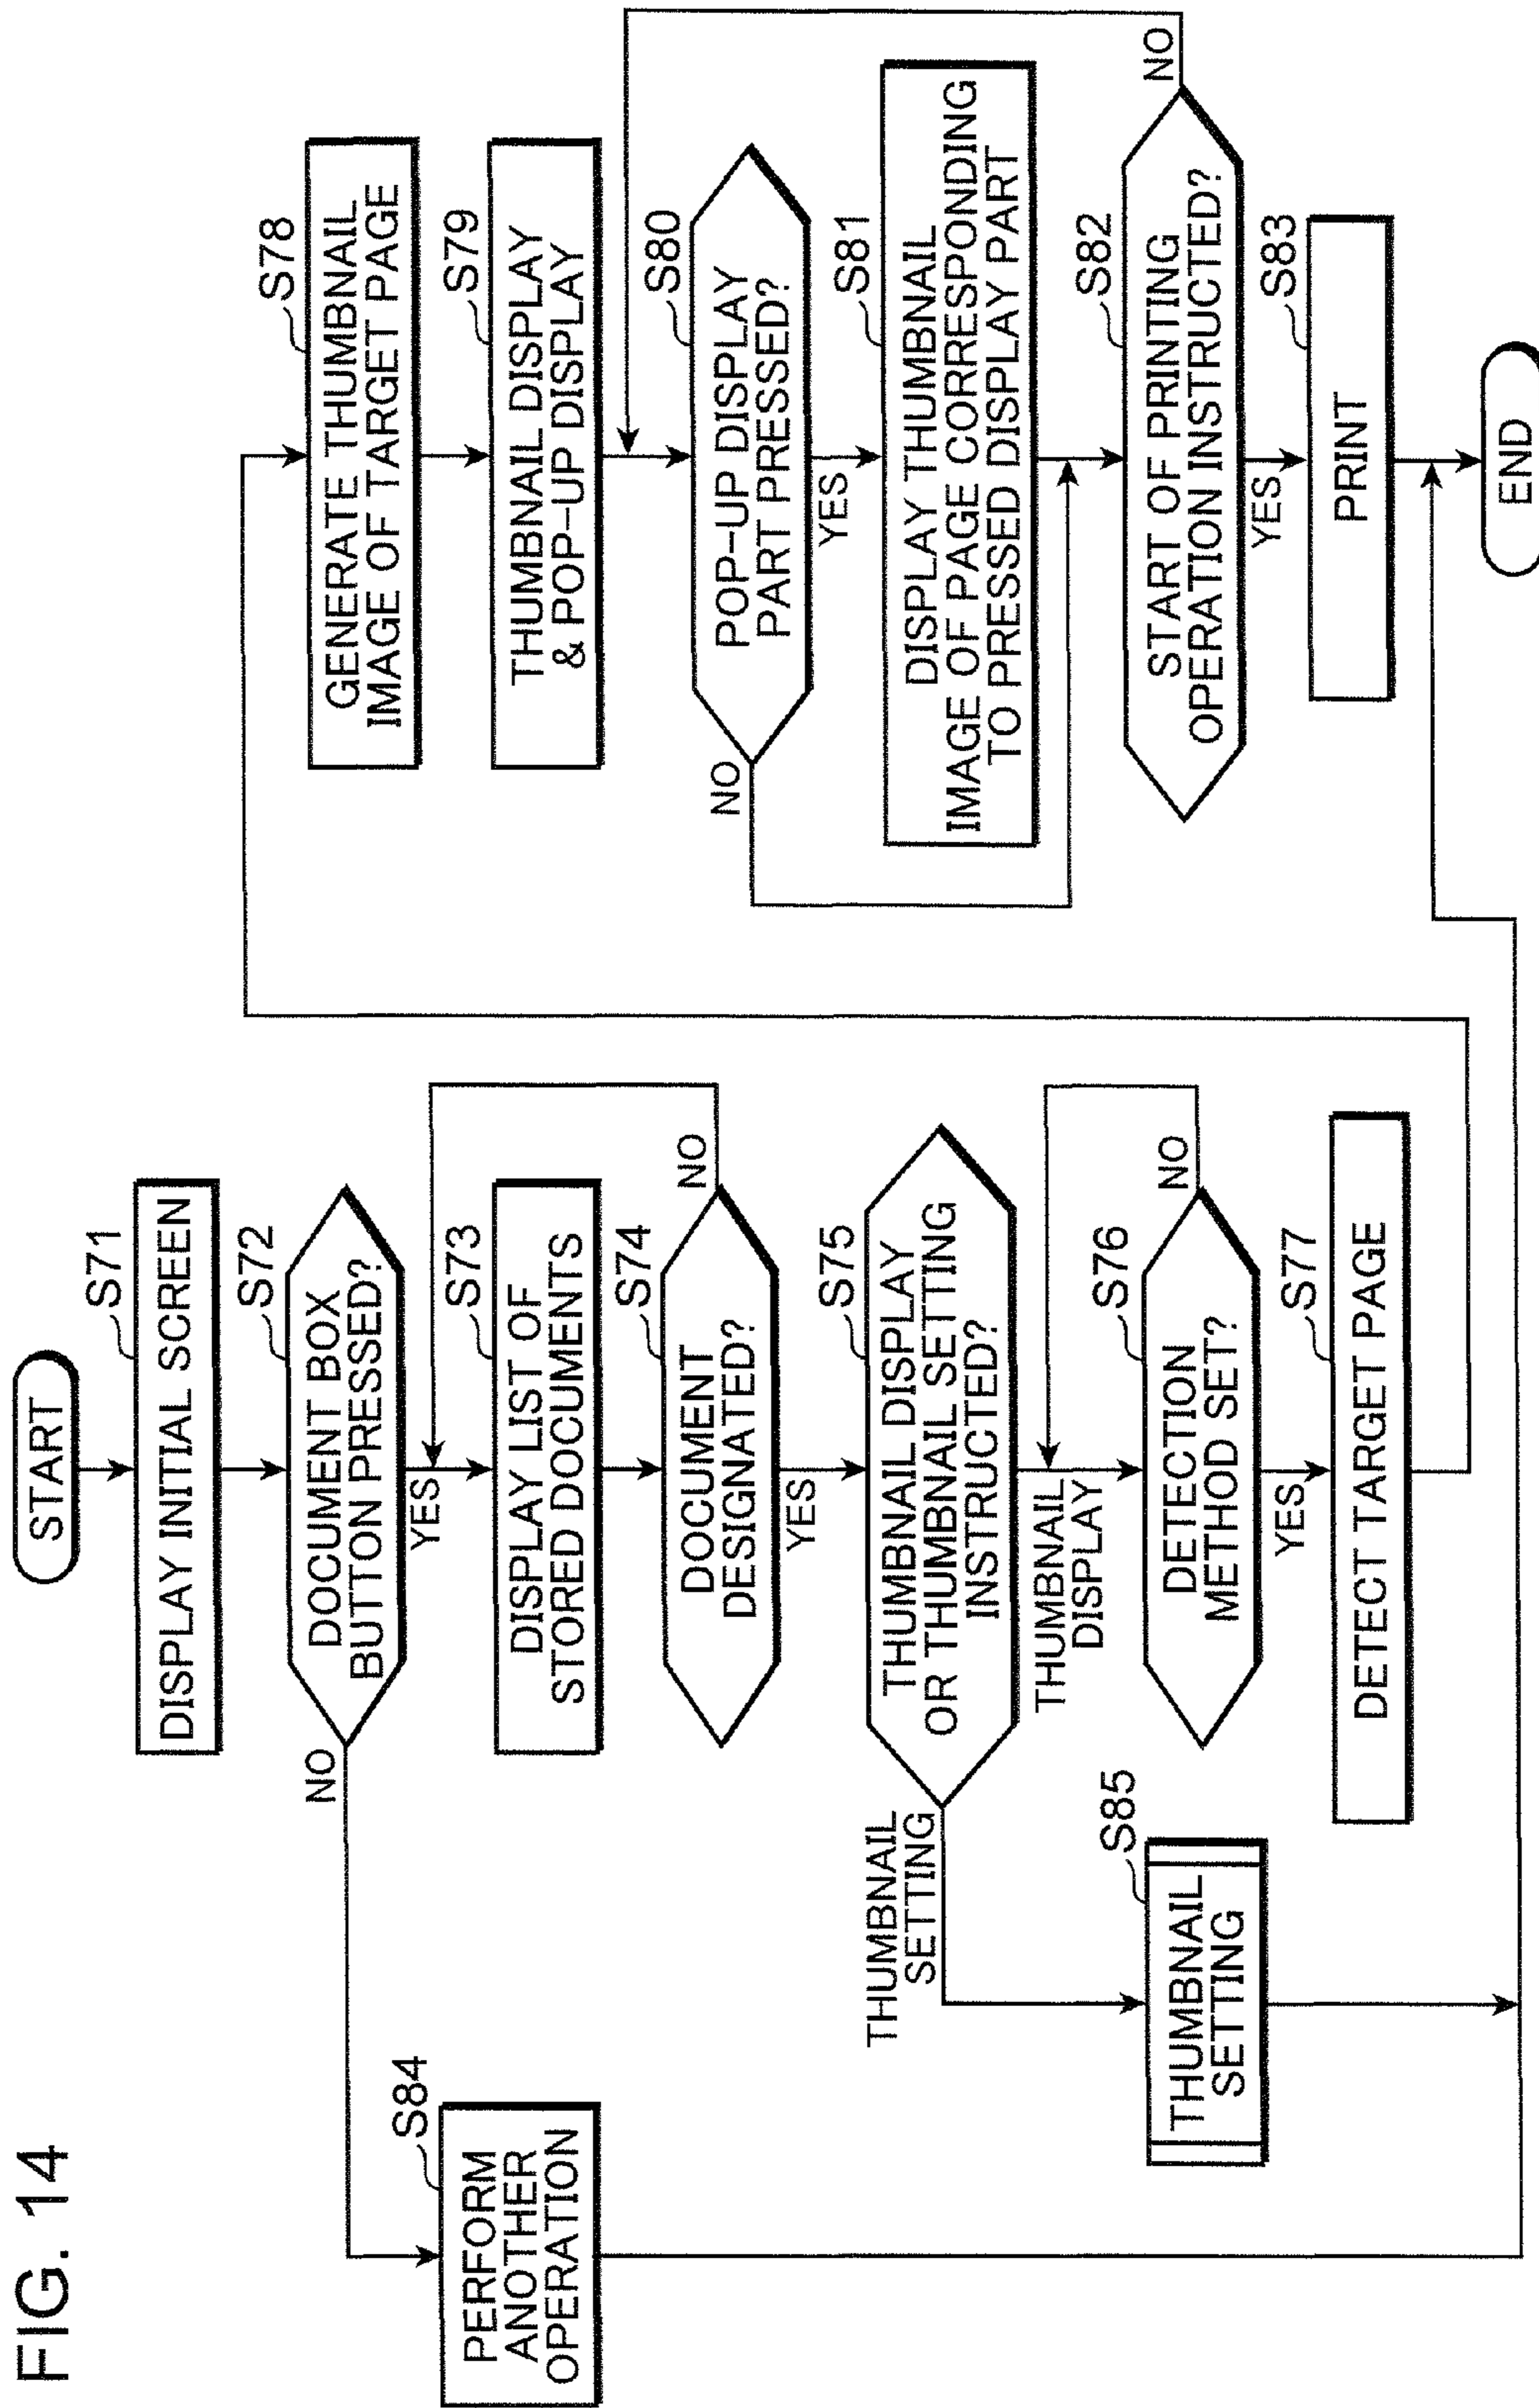 FIG. 14
START
S71
DISPLAY INITIAL SCREEN
S72
DOCUMENT BOX
BUTTON PRESSED?
NO
YES
S73
DISPLAY LIST OF
STORED DOCUMENTS
S74
DOCUMENT
DESIGNATED?
NO
YES
S75
THUMBNAIL DISPLAY
OR THUMBNAIL SETTING
INSTRUCTED?
THUMBNAIL
SETTING
THUMBNAIL
DISPLAY
S76
DETECTION
METHOD SET?
NO
YES
S77
DETECT TARGET PAGE
S84
PERFORM
ANOTHER
OPERATION
S85
THUMBNAIL
SETTING
S78
GENERATE THUMBNAIL
IMAGE OF TARGET PAGE
S79
THUMBNAIL DISPLAY
& POP-UP DISPLAY
S80
POP-UP DISPLAY
PART PRESSED?
NO
YES
S81
DISPLAY THUMBNAIL
IMAGE OF PAGE CORRESPONDING
TO PRESSED DISPLAY PART
S82
START OF PRINTING
OPERATION INSTRUCTED?
NO
YES
S83
PRINT
END